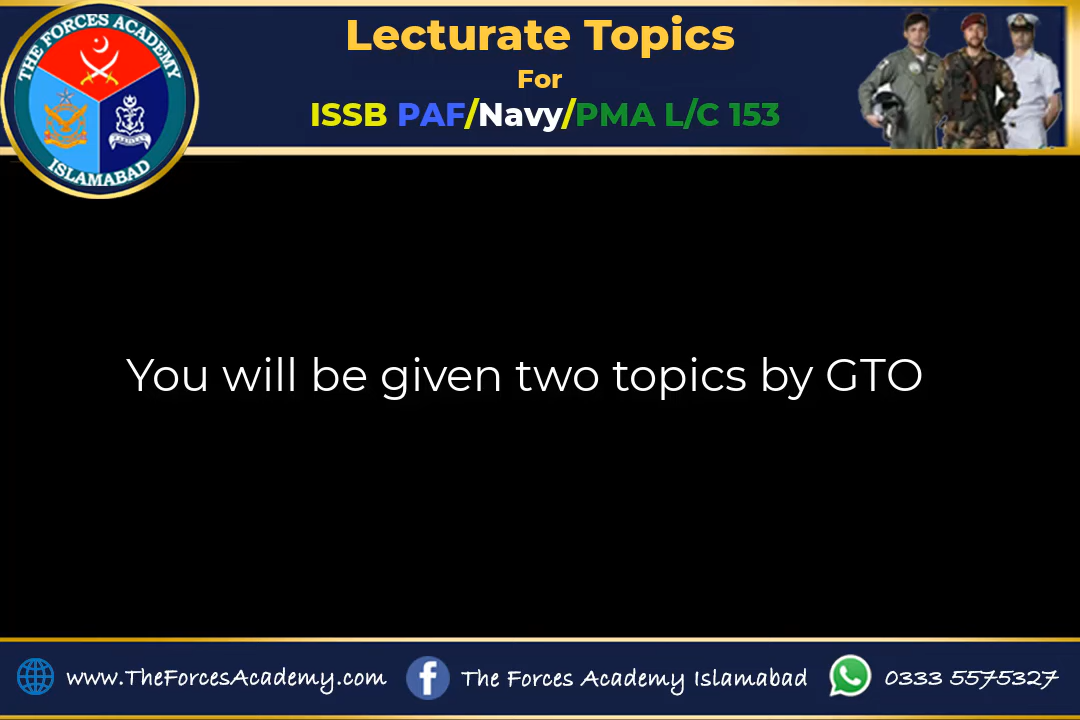 THE FORCES ACADEMY
ISLAMABAD
Lecturate Topics
For
ISSB PAF/Navy/PMA L/C 153
You will be given two topics by GTO
www.TheForcesAcademy.com
The Forces Academy Islamabad
0333 5575327